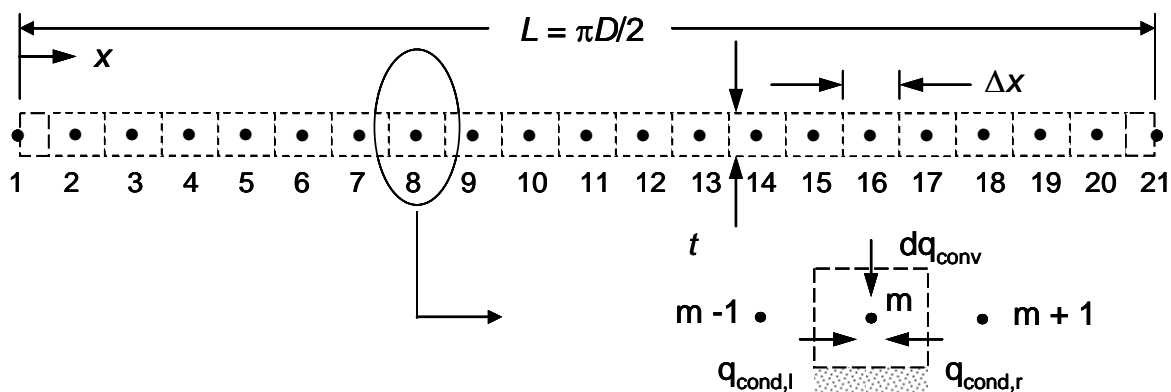 L = πD/2
x
Δx
1 2 3 4 5 6 7 8 9 10 11 12 13 14 15 16 17 18 19 20 21
t
dq_conv
m -1 m m + 1
q_cond,l q_cond,r